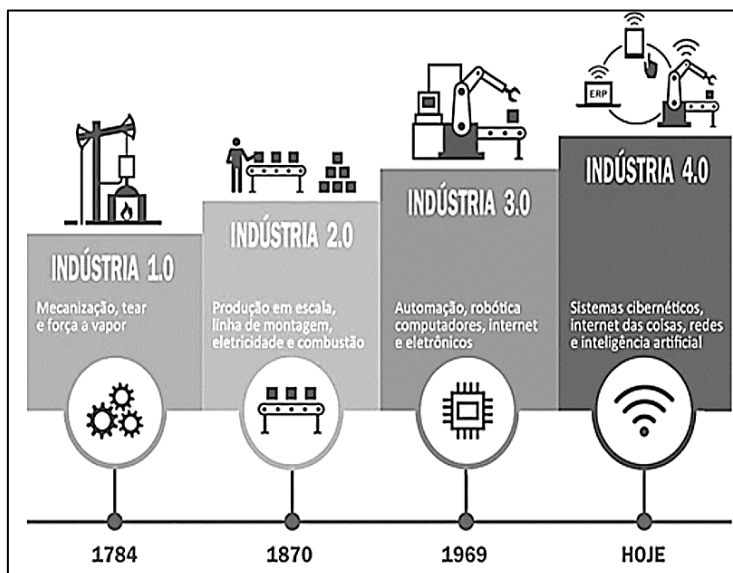 ERP
INDÚSTRIA 1.0
Mecanização, tear
e força a vapor
INDÚSTRIA 2.0
Produção em escala,
linha de montagem,
eletricidade e combustão
INDÚSTRIA 3.0
Automação, robótica
computadores, internet
e eletrônicos
INDÚSTRIA 4.0
Sistemas cibernéticos,
internet das coisas, redes
e inteligência artificial
1784
1870
1969
HOJE